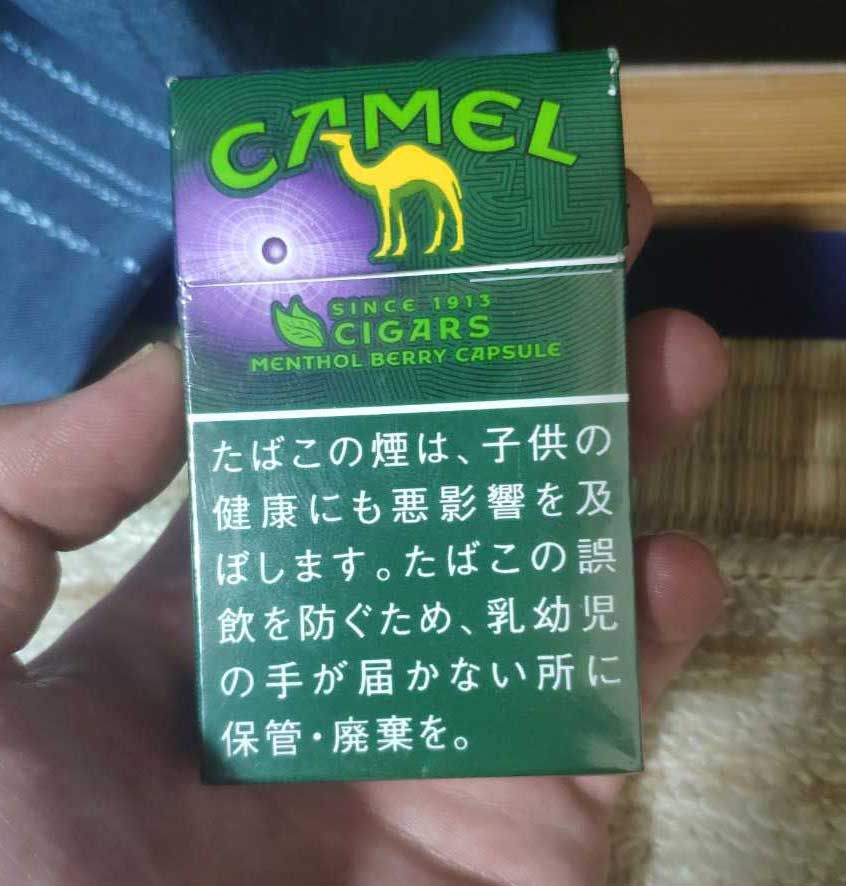 CAMEL
SINCE 1913
CIGARS
MENTHOL BERRY CAPSULE
たばこの煙は、子供の
健康にも悪影響を及
ぼします。たばこの誤
飲を防ぐため、乳幼児
の手が届かない所に
保管・廃棄を。